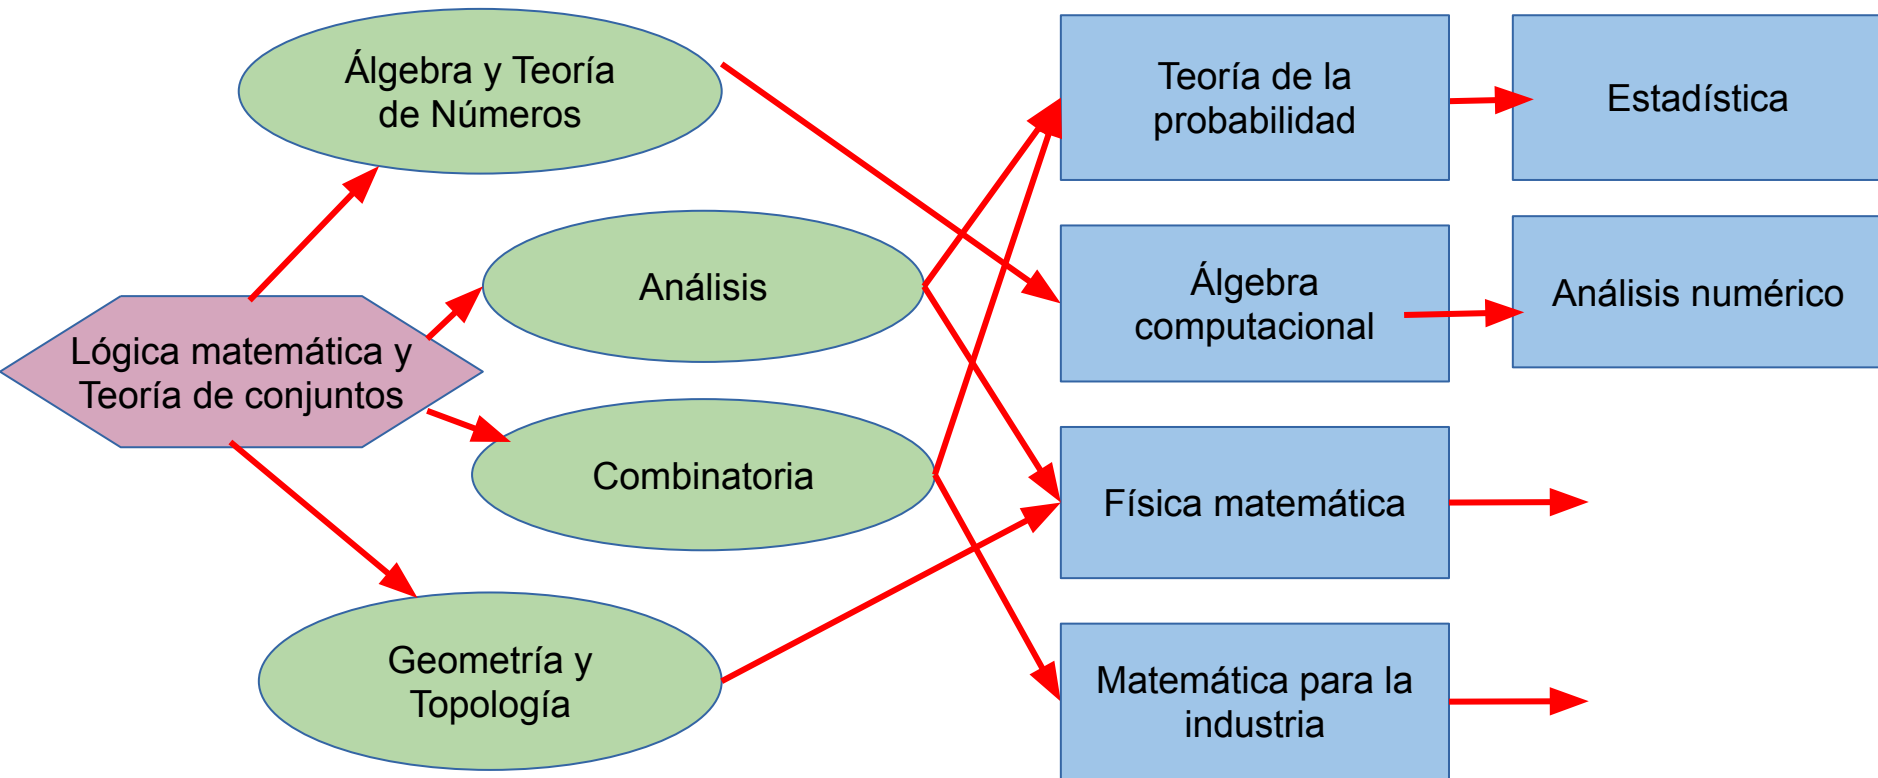 Álgebra y Teoría
de Números
Teoría de la
probabilidad
Estadística
Análisis
Álgebra
computacional
Análisis numérico
Lógica matemática y
Teoría de conjuntos
Combinatoria
Física matemática
Geometría y
Topología
Matemática para la
industria